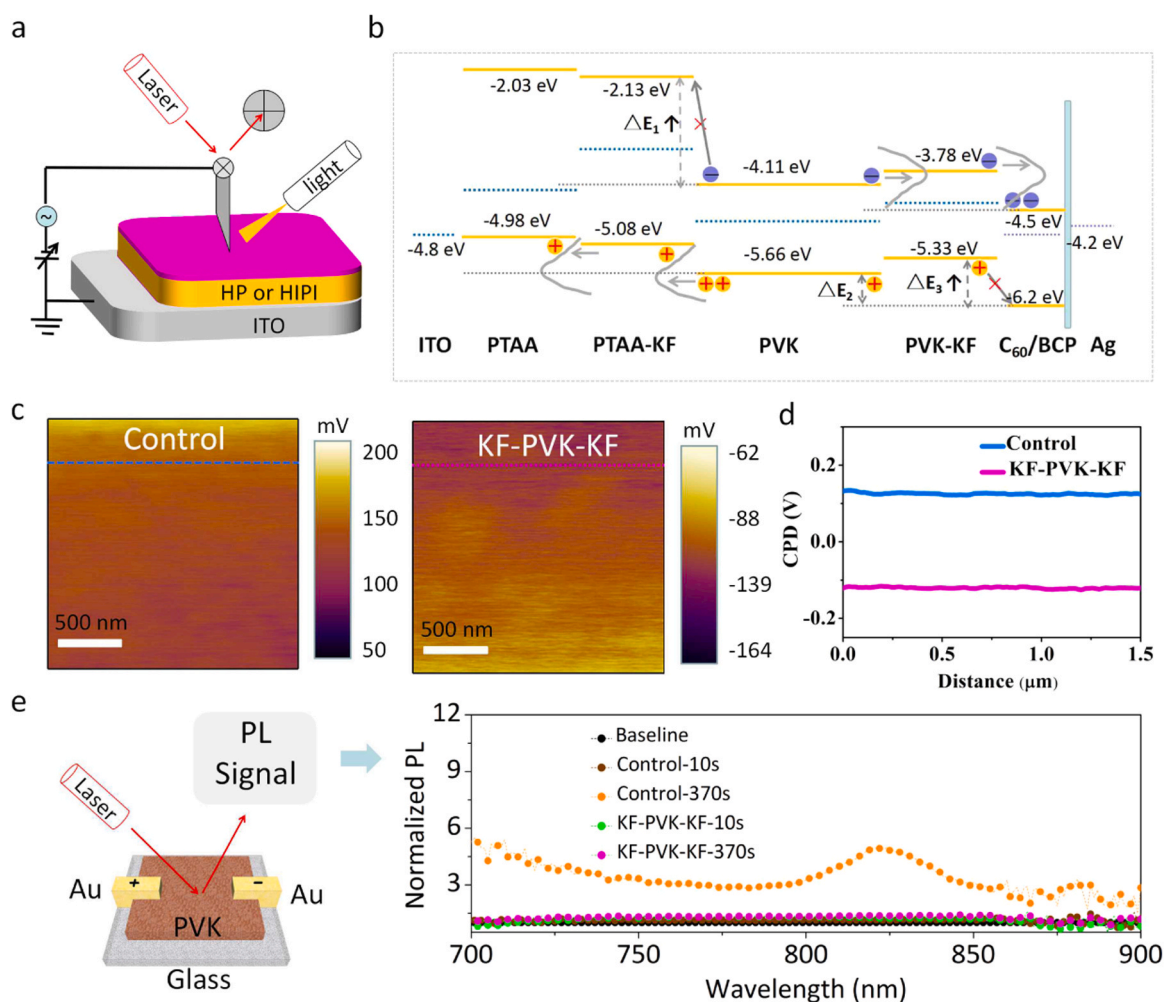 a
Laser
light
~
HP or HIPI
ITO
b
-2.03 eV
-2.13 eV
△E₁ ↑
-4.11 eV
-3.78 eV
-4.98 eV
-5.08 eV
-4.8 eV
-4.5 eV
-4.2 eV
-5.66 eV
-5.33 eV
△E₂
△E₃ ↑
-6.2 eV
ITO PTAA PTAA-KF PVK PVK-KF C₆₀/BCP Ag
c
Control
500 nm
mV
200
150
100
50
KF-PVK-KF
500 nm
mV
-62
-88
-139
-164
d
Control
KF-PVK-KF
CPD (V)
0.2
0.0
-0.2
0.0 0.5 1.0 1.5
Distance (μm)
e
Laser
PL
Signal
Au
+
−
Au
PVK
Glass
Normalized PL
12
9
6
3
Baseline
Control-10s
Control-370s
KF-PVK-KF-10s
KF-PVK-KF-370s
700 750 800 850 900
Wavelength (nm)